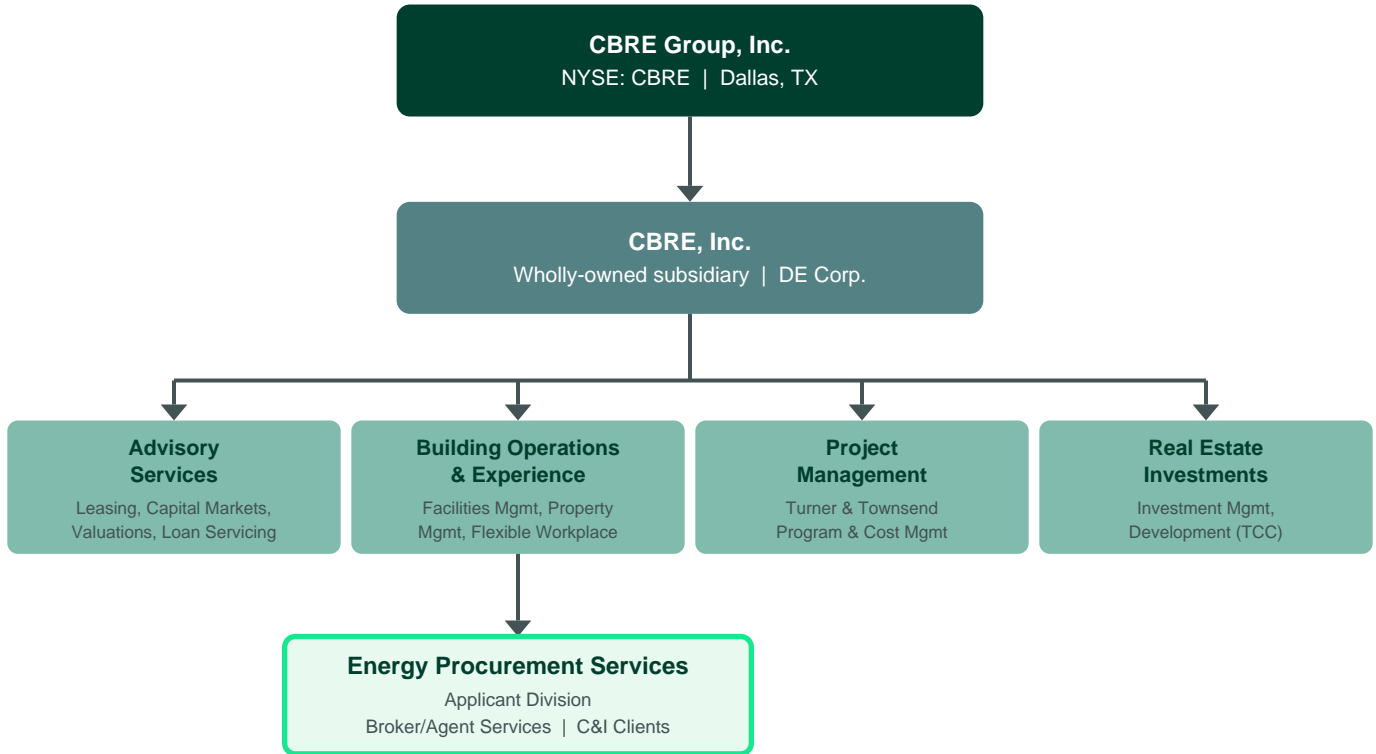 CBRE Group, Inc.
NYSE: CBRE | Dallas, TX
CBRE, Inc.
Wholly-owned subsidiary | DE Corp.
Advisory
Services
Leasing, Capital Markets,
Valuations, Loan Servicing
Building Operations
& Experience
Facilities Mgmt, Property
Mgmt, Flexible Workplace
Project
Management
Turner & Townsend
Program & Cost Mgmt
Real Estate
Investments
Investment Mgmt,
Development (TCC)
Energy Procurement Services
Applicant Division
Broker/Agent Services | C&I Clients